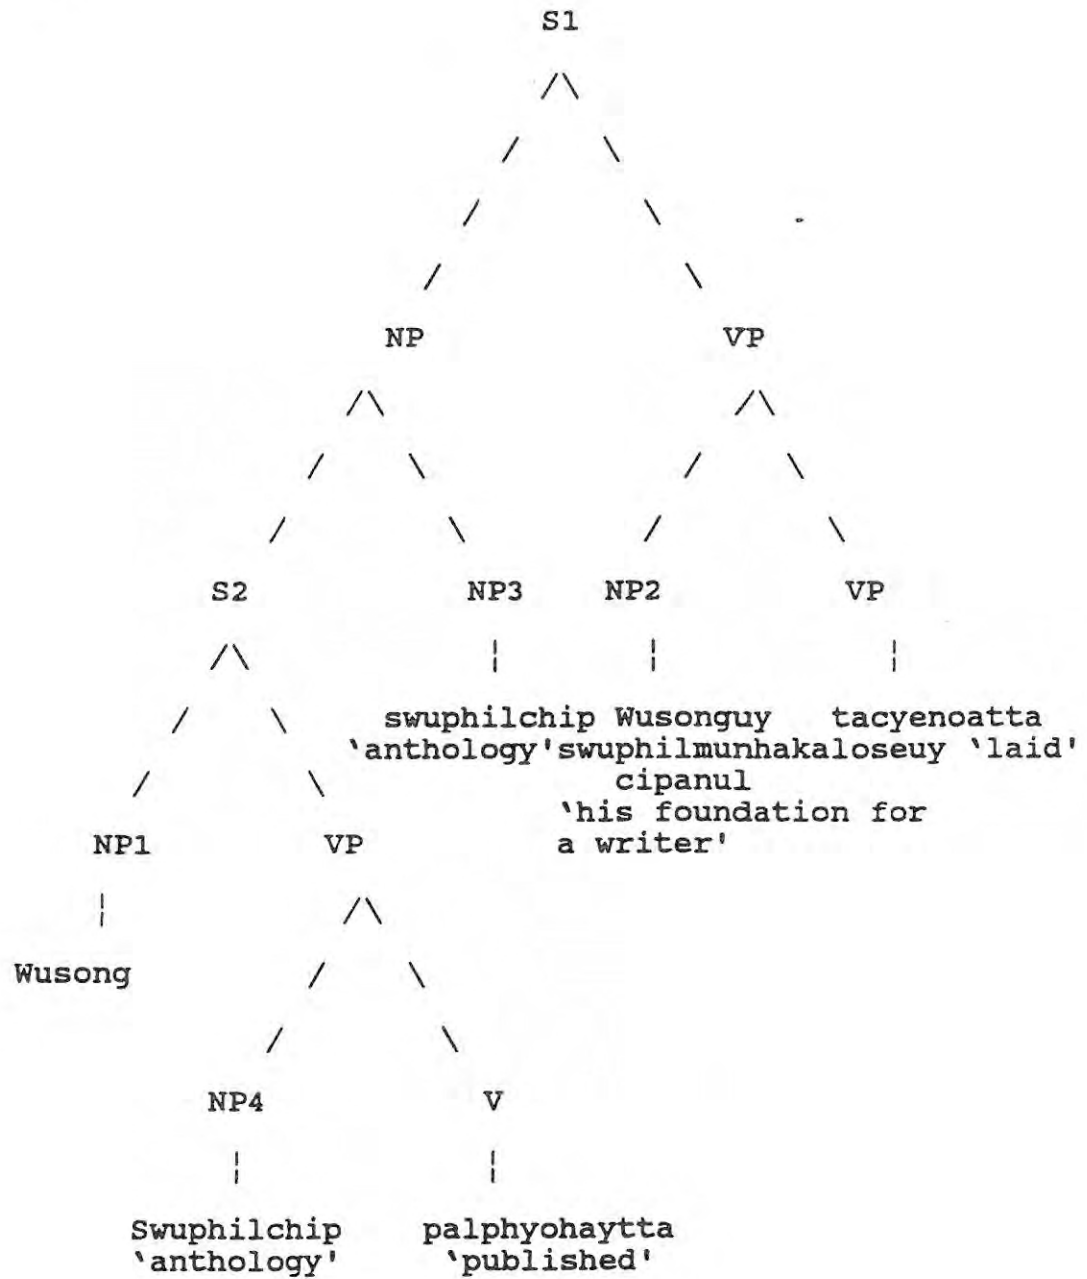 S1
/\
/ \
/ \
/ \
NP VP
/\ /\
/ \ / \
/ \ / \
S2 NP3 NP2 VP
/\ ¦ ¦ ¦
/ \ swuphilchip Wusonguy tacyenoatta
'anthology' swuphilmunhakaloseuy 'laid'
/ \ cipanul
'his foundation for
NP1 VP a writer'
¦ /\
Wusong / \
/ \
NP4 V
¦ ¦
Swuphilchip palphyohaytta
'anthology' 'published'